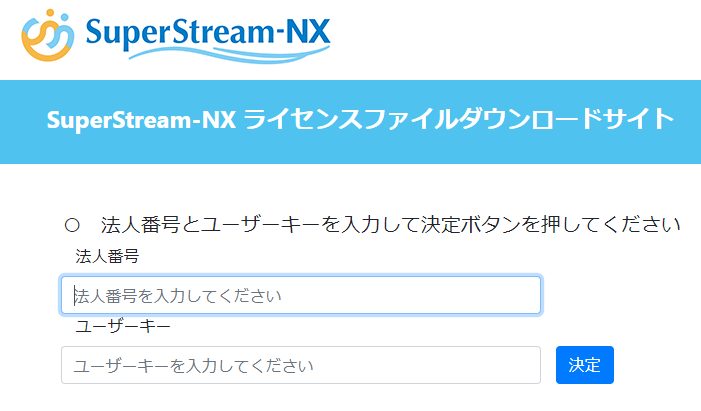 SuperStream-NX
SuperStream-NX ライセンスファイルダウンロードサイト
○ 法人番号とユーザーキーを入力して決定ボタンを押してください
法人番号
法人番号を入力してください
ユーザーキー
ユーザーキーを入力してください 決定